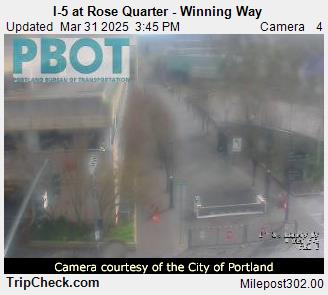 I-5 at Rose Quarter - Winning Way
Updated Mar 31 2025 3:45 PM Camera 4
PBOT
PORTLAND BUREAU OF TRANSPORTATION
Camera courtesy of the City of Portland
TripCheck.com Milepost302.00